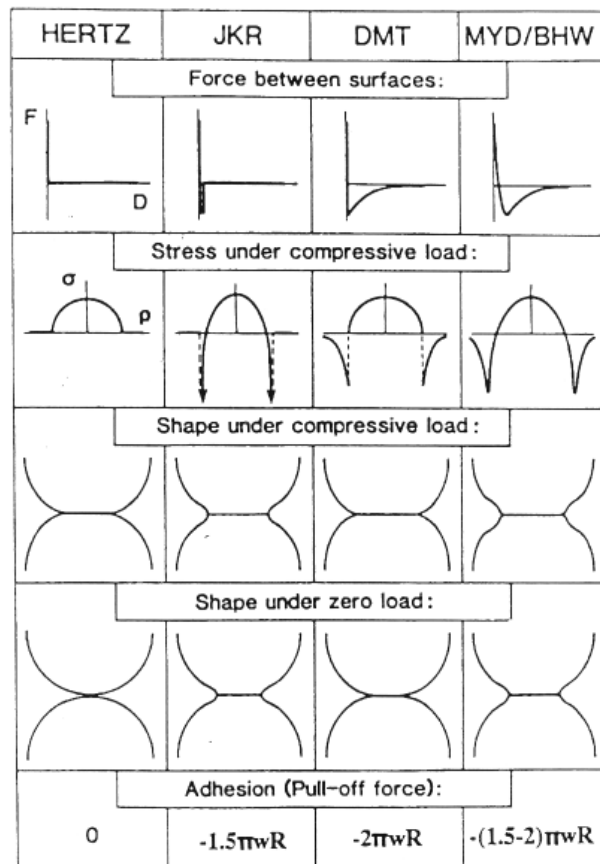 HERTZ JKR DMT MYD/BHW
Force between surfaces:
F
D
Stress under compressive load:
σ
ρ
Shape under compressive load:
Shape under zero load:
Adhesion (Pull-off force):
0 -1.5πwR -2πwR -(1.5-2)πwR